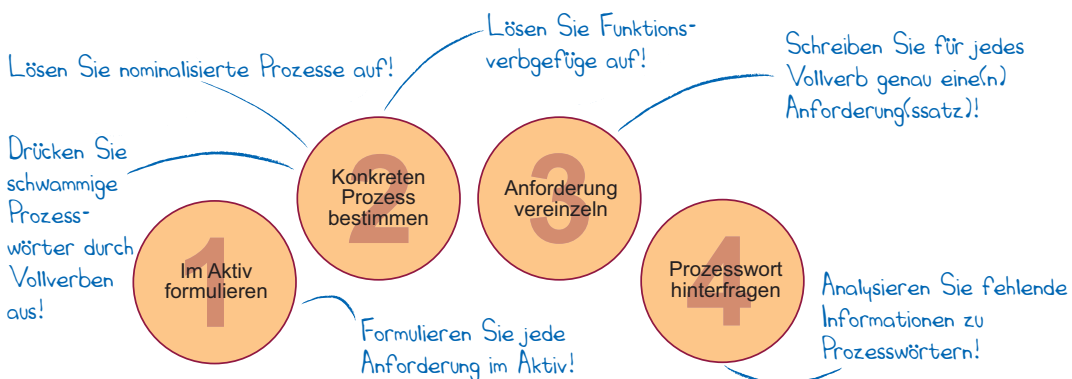 Lösen Sie nominalisierte Prozesse auf!
Lösen Sie Funktions-
verbgefüge auf!
Schreiben Sie für jedes
Vollverb genau eine(n)
Anforderung(ssatz)!
Drücken Sie
schwammige
Prozess-
wörter durch
Vollverben
aus!
1
Im Aktiv
formulieren
Formulieren Sie jede
Anforderung im Aktiv!
2
Konkreten
Prozess
bestimmen
3
Anforderung
vereinzeln
4
Prozesswort
hinterfragen
Analysieren Sie fehlende
Informationen zu
Prozesswörtern!